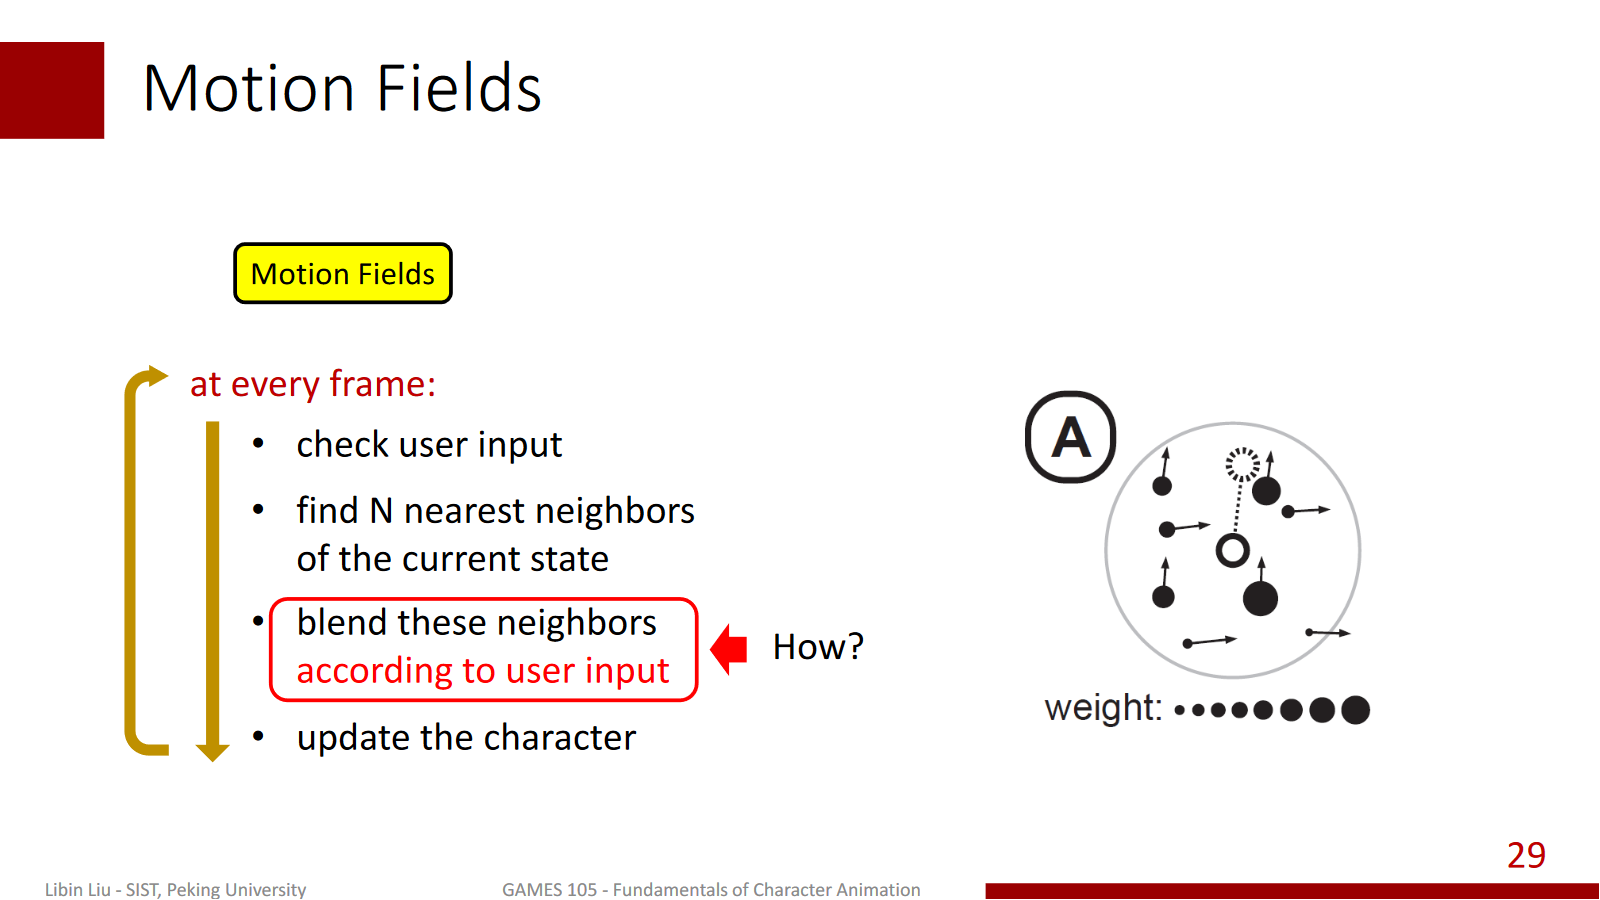 Motion Fields
Motion Fields
at every frame:
• check user input
• find N nearest neighbors
of the current state
• blend these neighbors
according to user input
How?
• update the character
A
weight:
29
Libin Liu - SIST, Peking University
GAMES 105 - Fundamentals of Character Animation